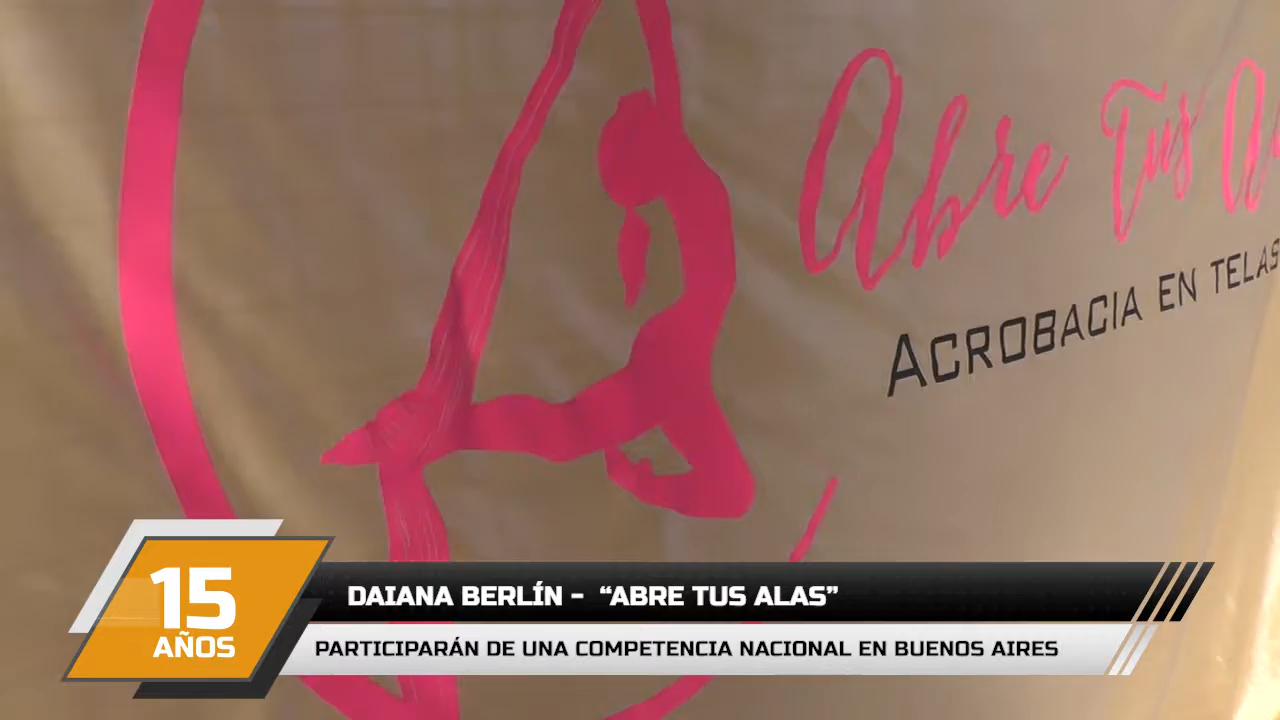 Abre Tus
ACROBACIA EN TELAS
15
AÑOS
DAIANA BERLÍN - “ABRE TUS ALAS”
PARTICIPARÁN DE UNA COMPETENCIA NACIONAL EN BUENOS AIRES